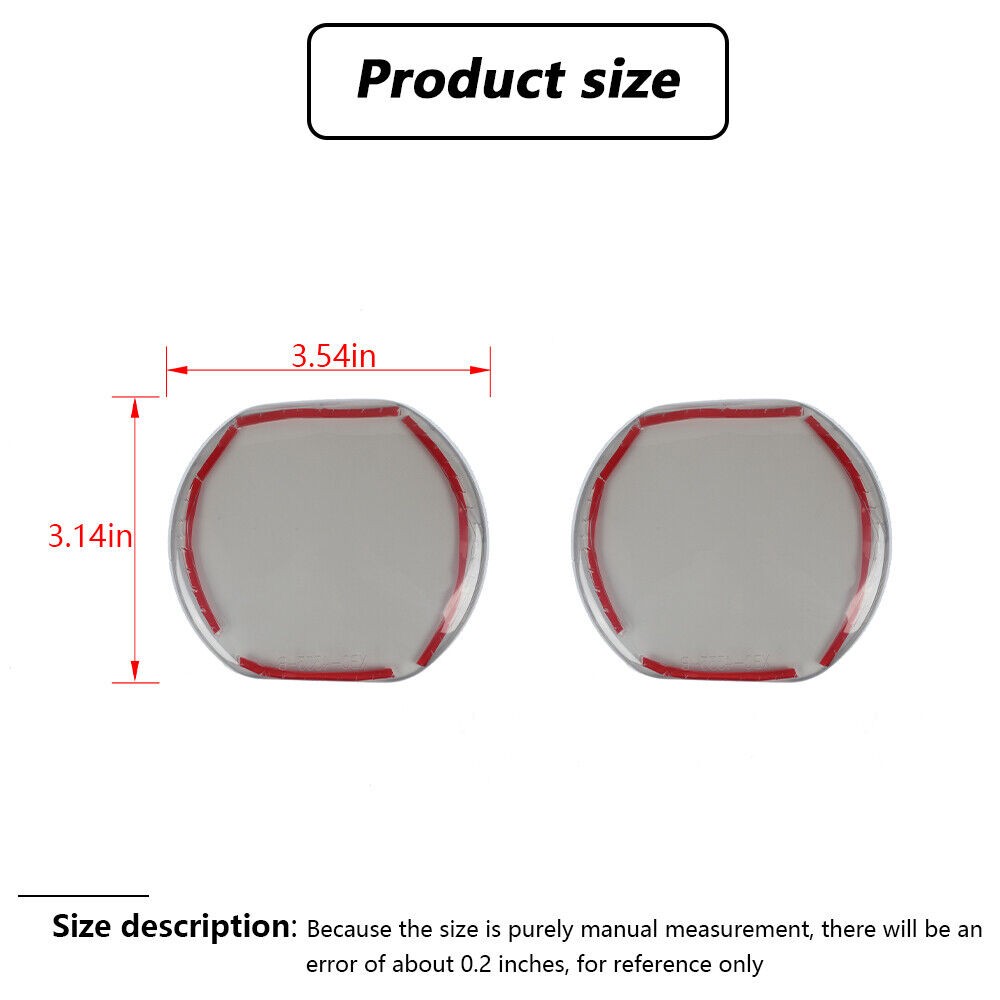 Product size
3.54in
3.14in
Size description: Because the size is purely manual measurement, there will be an
error of about 0.2 inches, for reference only